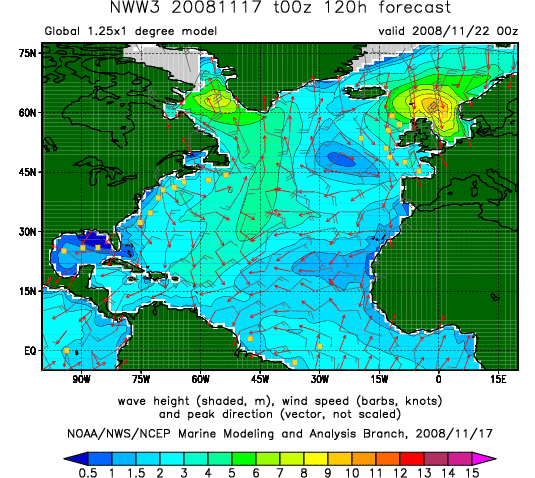 NWW3 20081117 t00z 120h forecast
Global 1.25x1 degree model valid 2008/11/22 00z
75N
60N
45N
30N
15N
EQ
90W 75W 60W 45W 30W 15W 0 15E
wave height (shaded, m), wind speed (barbs, knots)
and peak direction (vector, not scaled)
NOAA/NWS/NCEP Marine Modeling and Analysis Branch, 2008/11/17
0.5 1 1.5 2 3 4 5 6 7 8 9 10 11 12 13 14 15